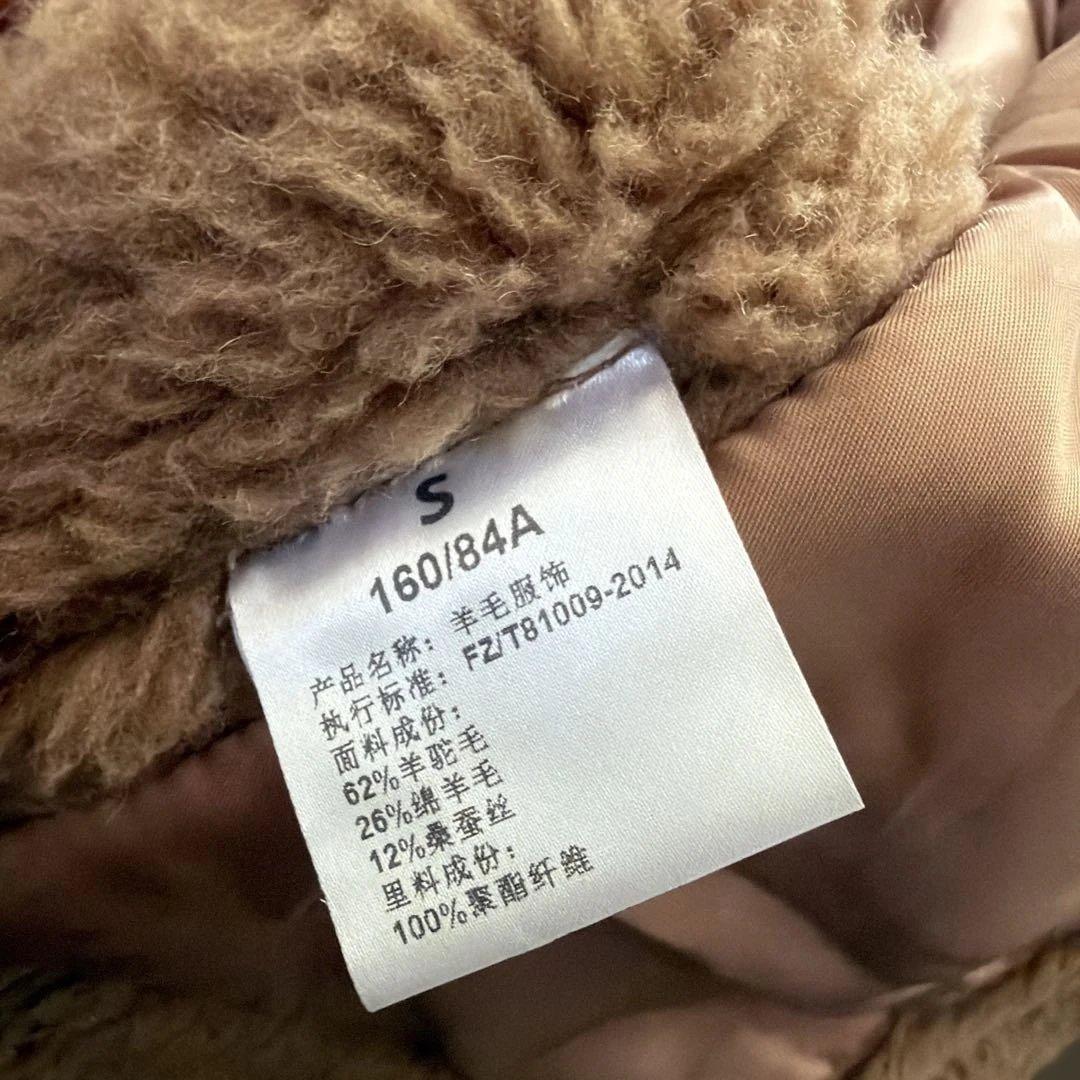 S
160/84A
产品名称：羊毛服饰
执行标准：FZ/T81009-2014
面料成份：
62%羊驼毛
26%绵羊毛
12%桑蚕丝
里料成份：
100%聚酯纤維